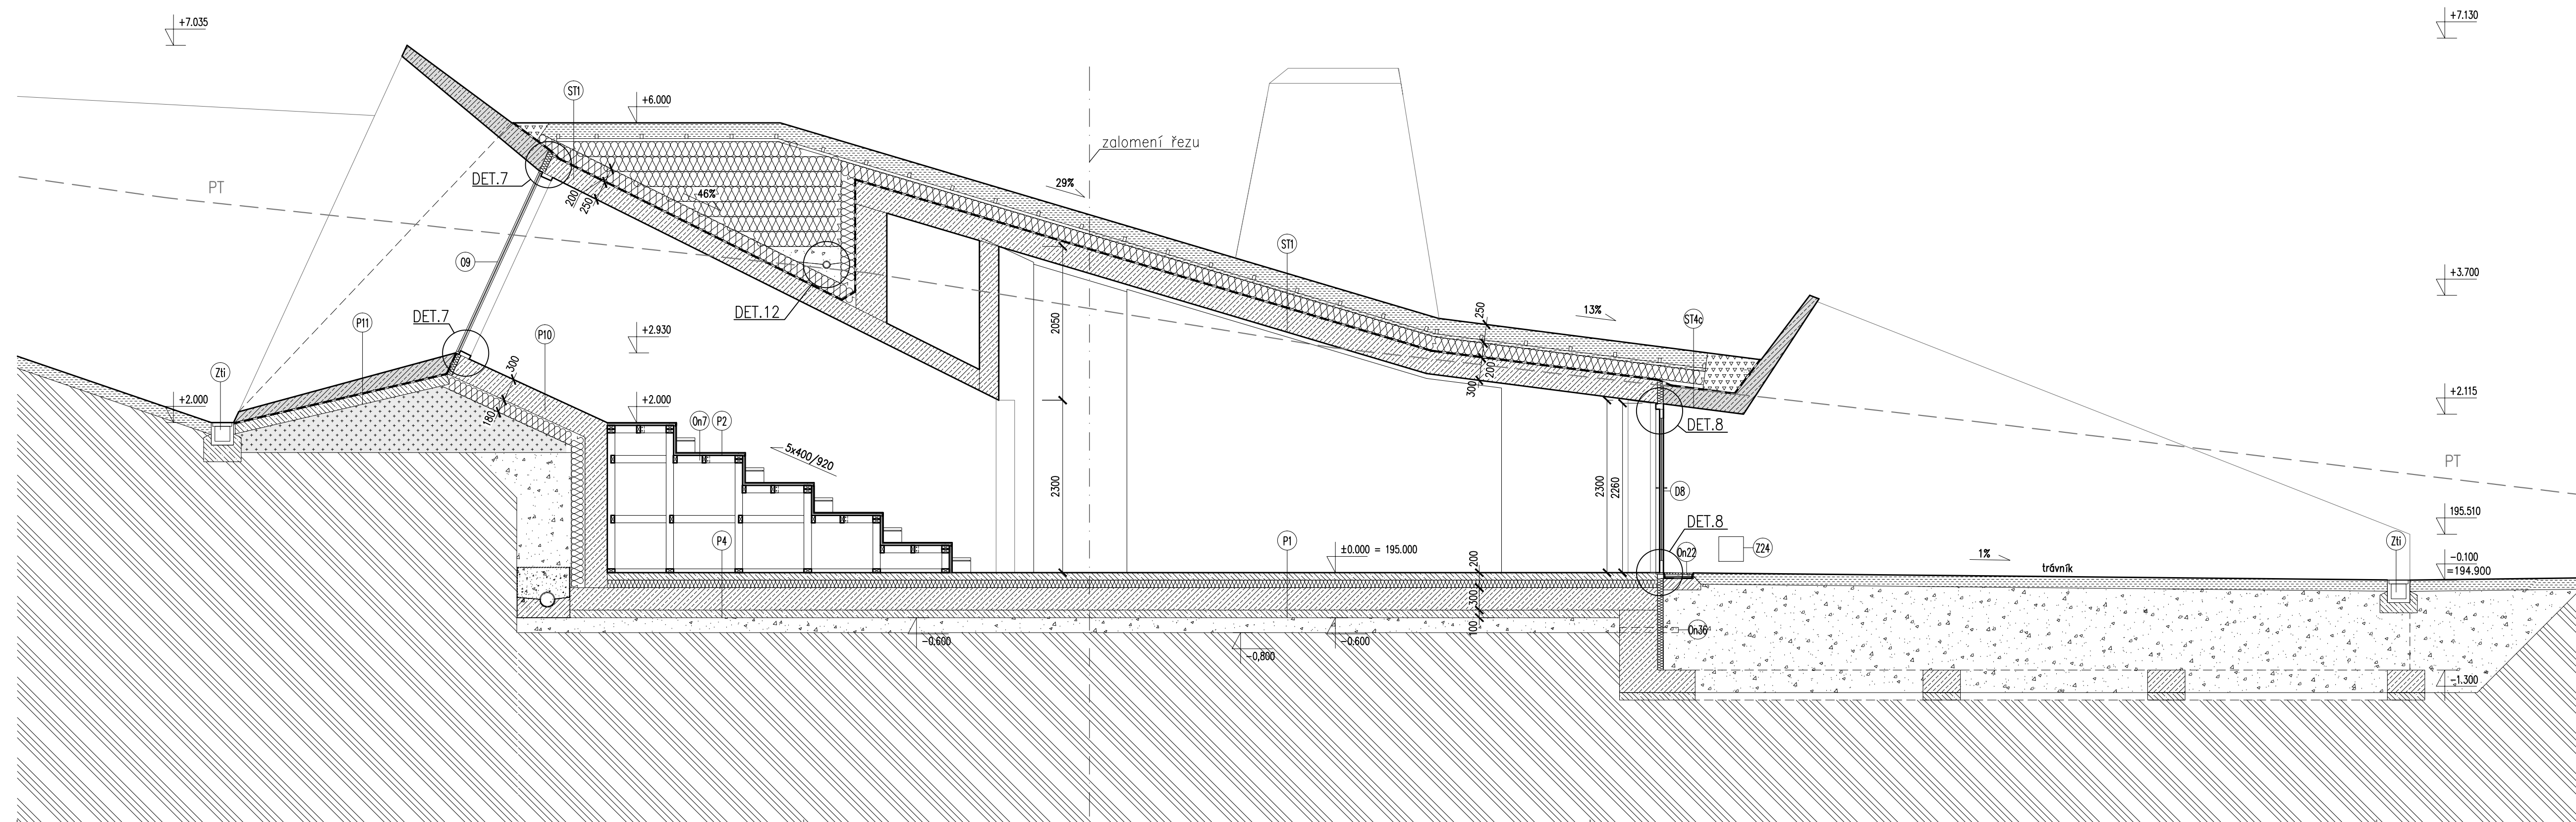 +7.035
+7.130
ST1
+6.000
zalomení řezu
DET.7
PT
46%
29%
200
250
ST1
O9
DET.12
+3.700
2050
250
13%
ST4c
P11
DET.7
P10
+2.930
300
200
300
Zti
180
+2.000
+2.000
On7
P2
+2.115
DET.8
5x400/920
PT
2300
2300
2260
D8
195.510
DET.8
P4
P1
±0.000 = 195.000
200
On22
Z24
1%
trávník
Zti
-0.100
=194.900
300
100
-0.600
-0,800
-0.600
On36
-1.300